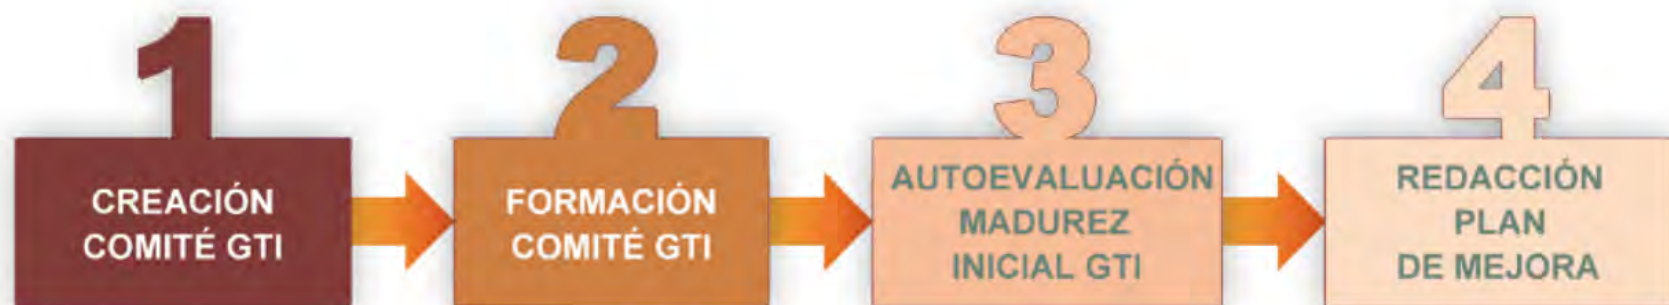 1
CREACIÓN
COMITÉ GTI
2
FORMACIÓN
COMITÉ GTI
3
AUTOEVALUACIÓN
MADUREZ
INICIAL GTI
4
REDACCIÓN
PLAN
DE MEJORA